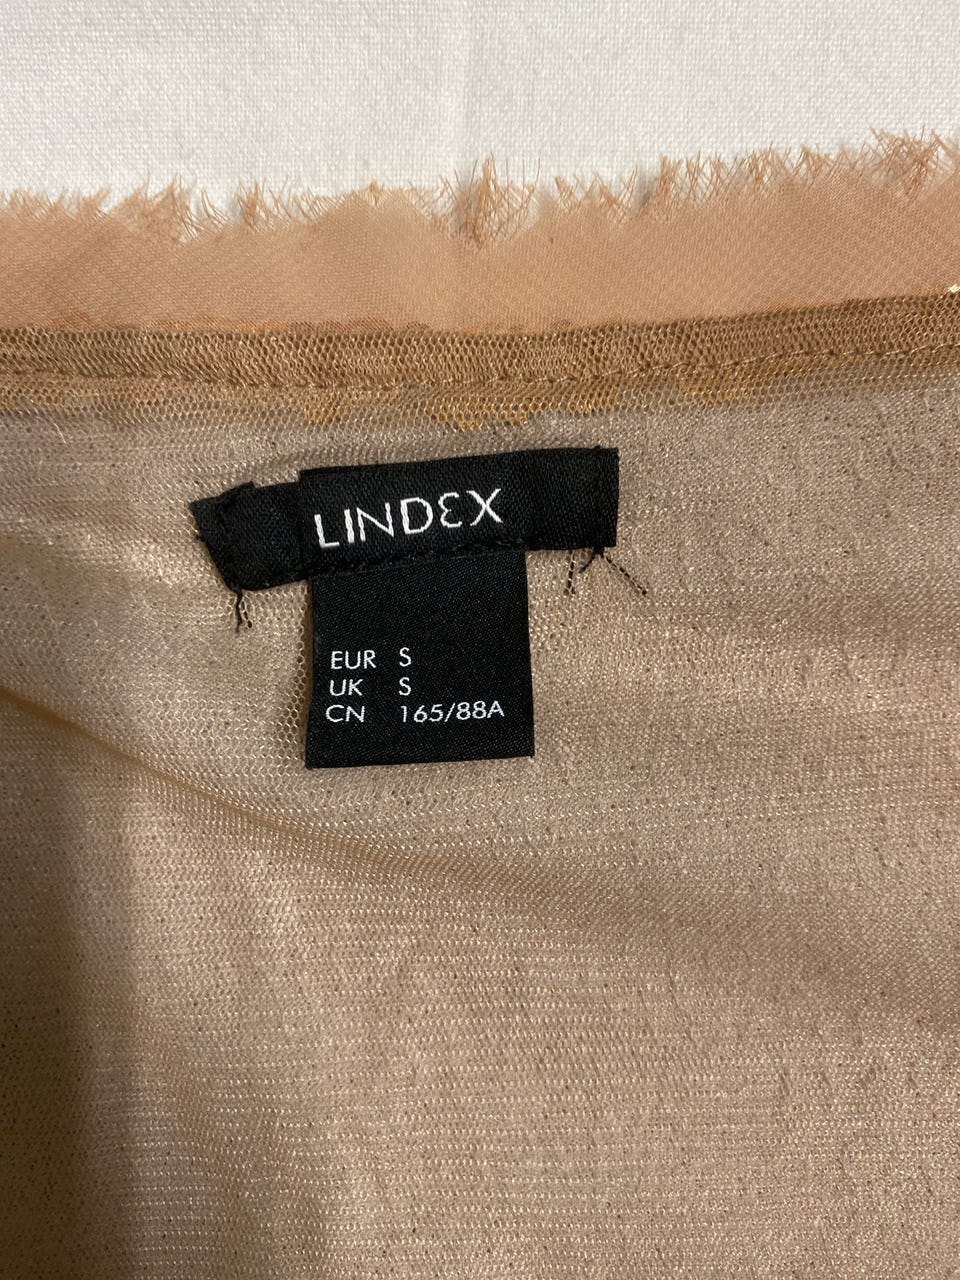 LINDEX
EUR S
UK S
CN 165/88A